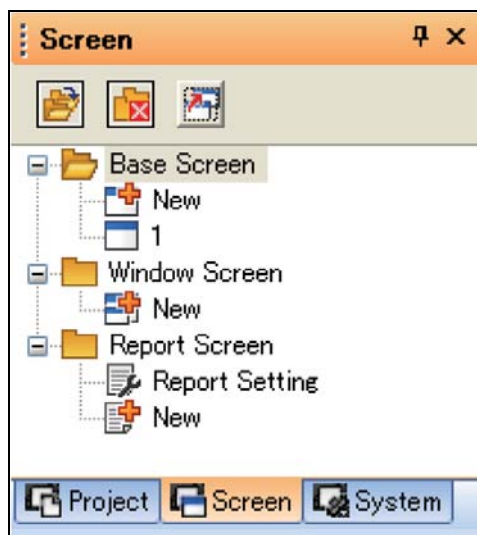 Screen
Base Screen
New
1
Window Screen
New
Report Screen
Report Setting
New
Project Screen System